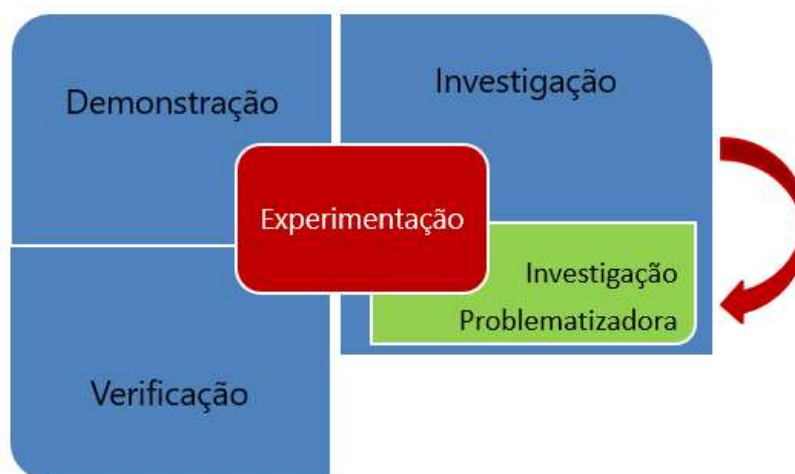 Demonstração
Investigação
Experimentação
Investigação
Problematizadora
Verificação